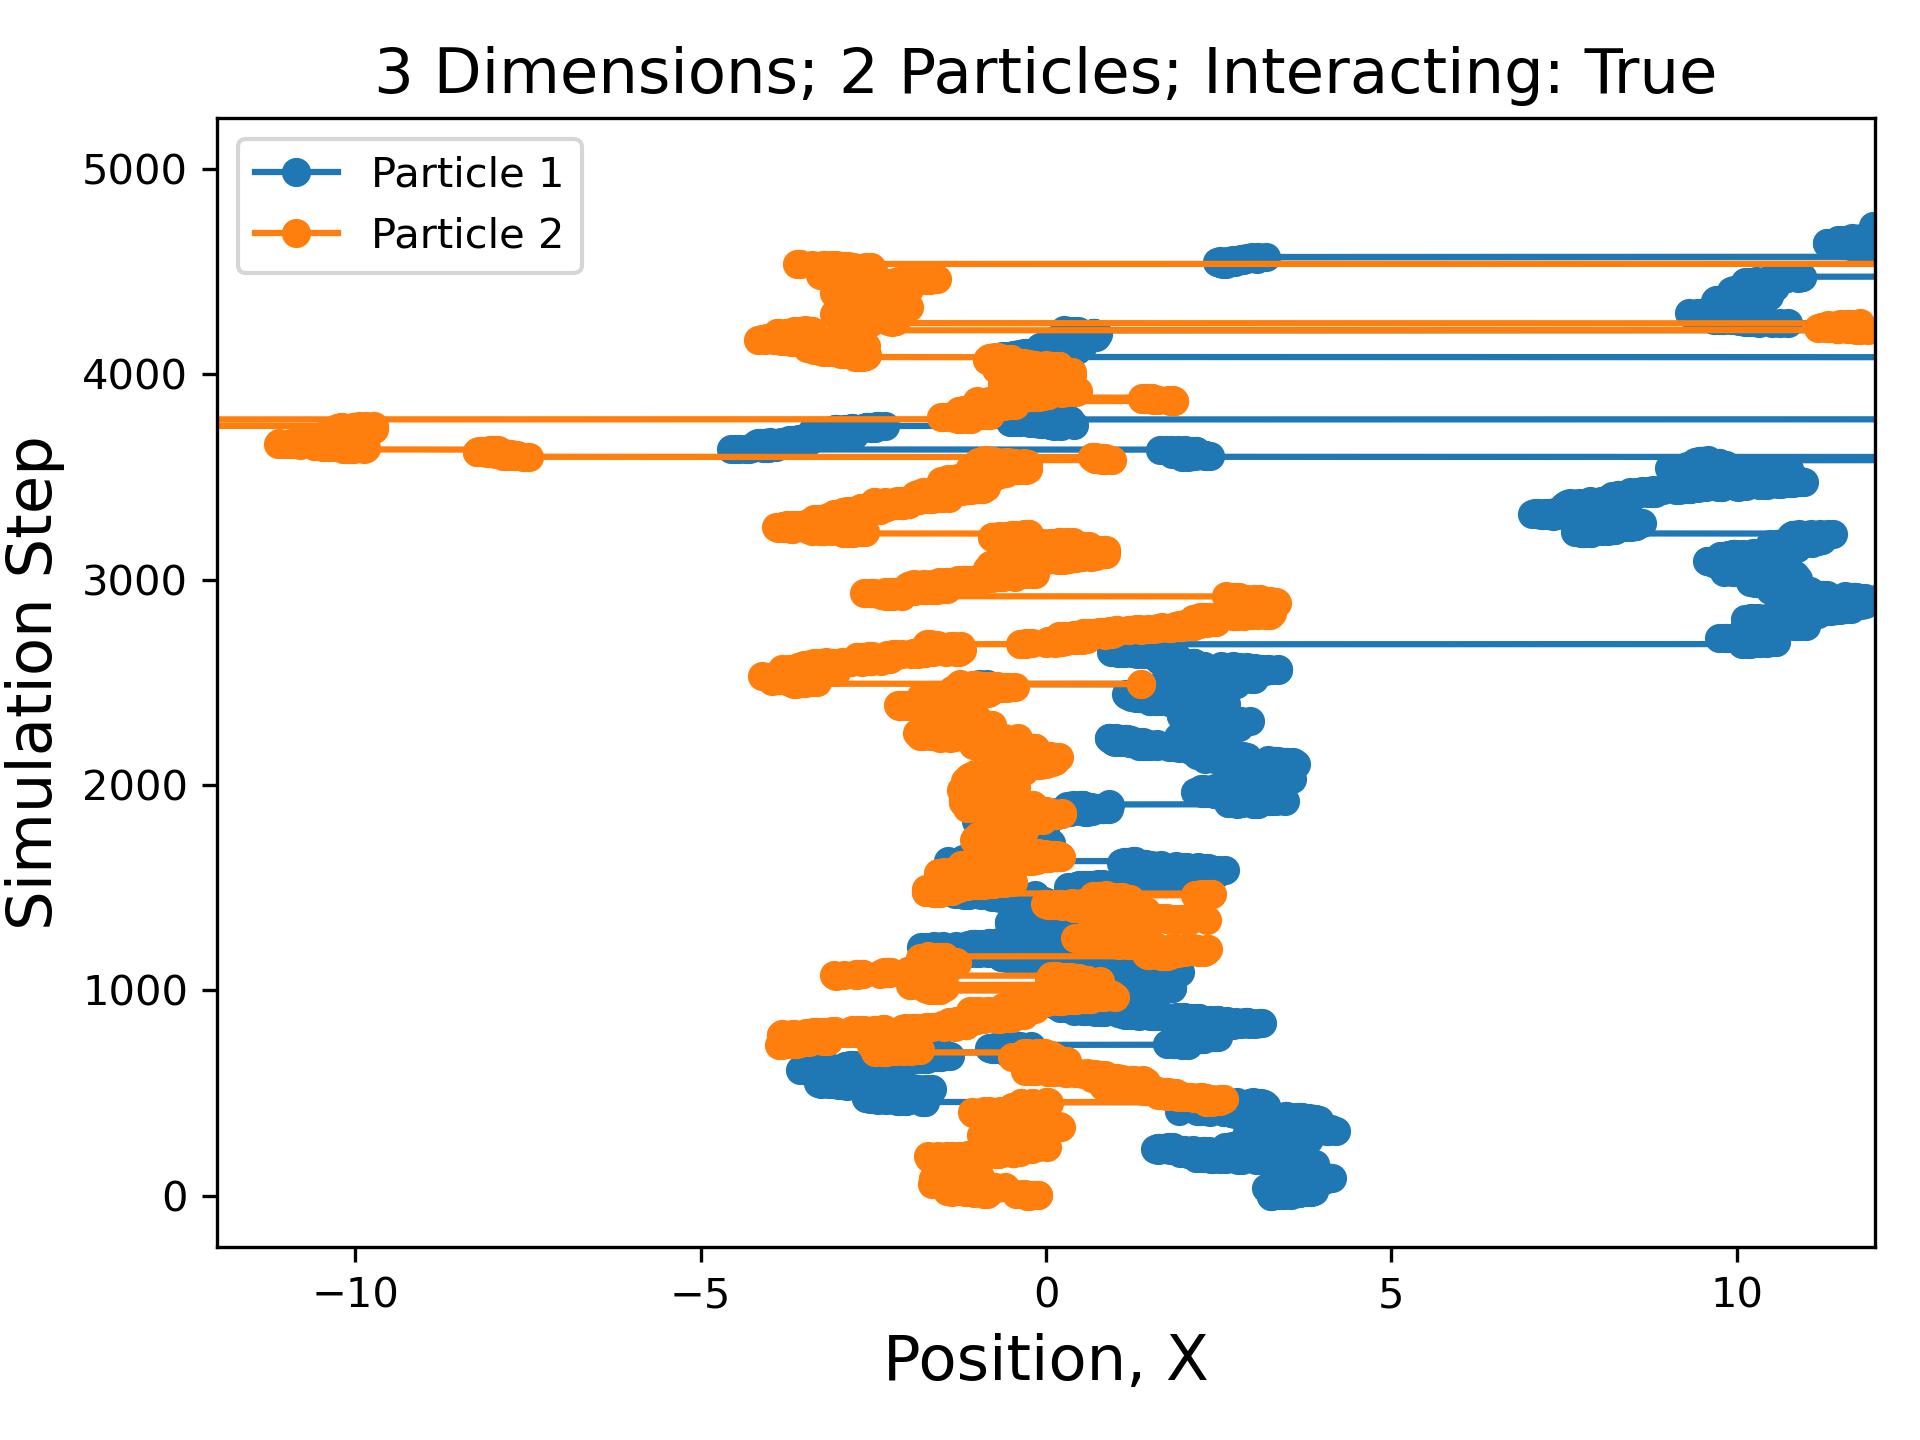 3 Dimensions; 2 Particles; Interacting: True
Particle 1
Particle 2
Simulation Step
5000
4000
3000
2000
1000
0
−10
−5
0
5
10
Position, X